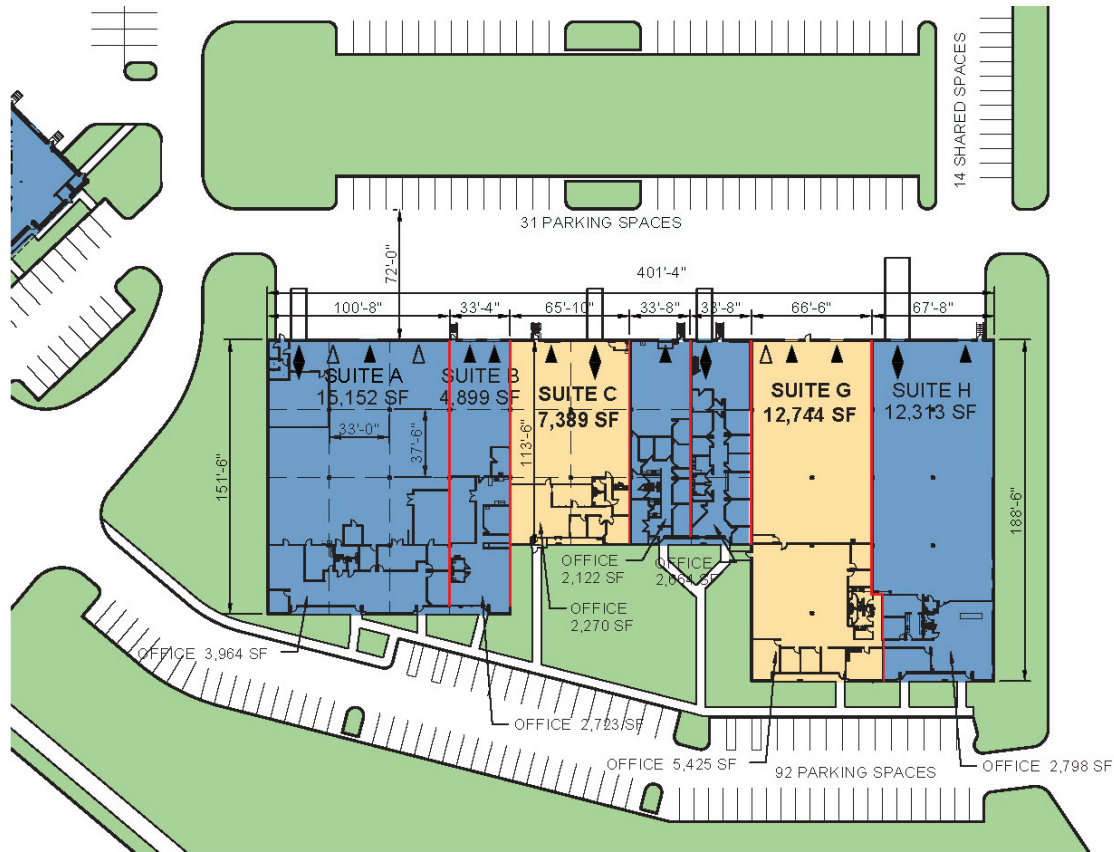 14 SHARED SPACES
31 PARKING SPACES
72'-0"
401'-4"
100'-8"
33'-4"
65'-10"
33'-8"
33'-8"
66'-6"
67'-8"
SUITE A
15,152 SF
SUITE B
4,899 SF
SUITE C
7,389 SF
SUITE G
12,744 SF
SUITE H
12,313 SF
33'-0"
37'-6"
113'-6"
151'-6"
188'-6"
OFFICE
2,122 SF
OFFICE
2,664 SF
OFFICE
2,270 SF
OFFICE 3,964 SF
OFFICE 2,723 SF
OFFICE 5,425 SF
92 PARKING SPACES
OFFICE 2,798 SF